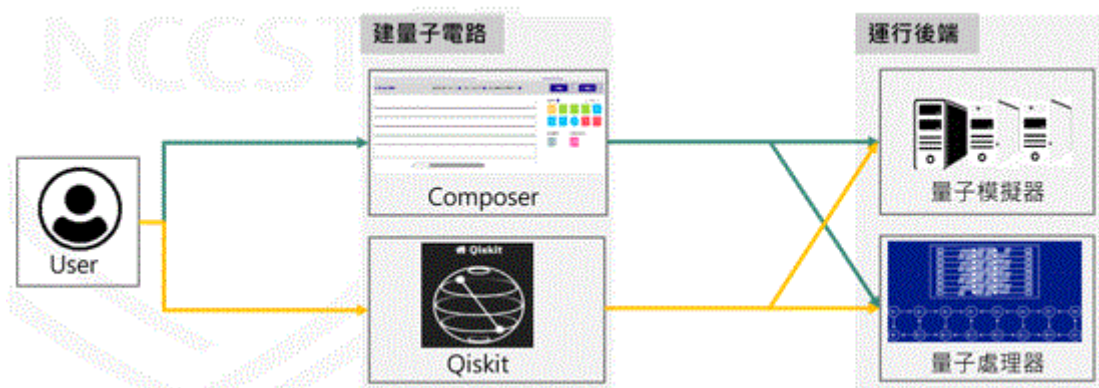 NCCST
建量子電路
運行後端
Composer
量子模擬器
User
Qiskit
Qiskit
量子處理器